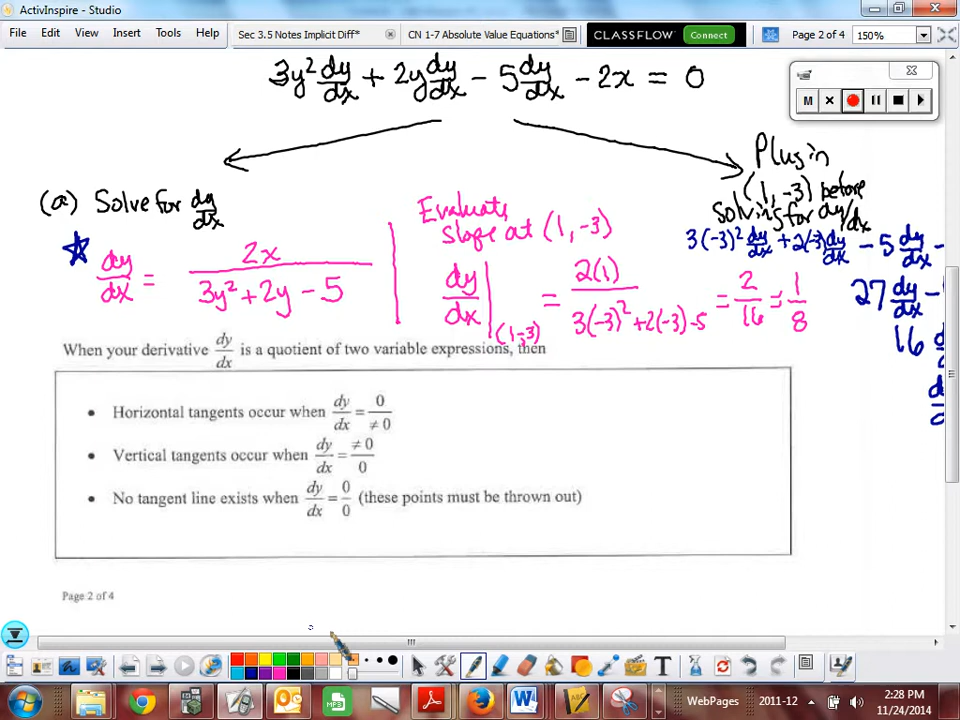 ActivInspire - Studio
File Edit View Insert Tools Help
Sec 3.5 Notes Implicit Diff*
CN 1-7 Absolute Value Equations*
CLASSFLOW Connect
Page 2 of 4
150%
M
3y² dy/dx + 2y dy/dx - 5 dy/dx - 2x = 0
(a) Solve for dy/dx
dy/dx = 2x/(3y² + 2y - 5)
Evaluate
slope at (1, -3)
dy/dx |(1,-3) = 2(1)/(3(-3)² + 2(-3) - 5) = 2/16 = 1/8
Plug in
(1, -3) before
solving for dy/dx
3(-3)² dy/dx + 2(-3) dy/dx - 5 dy/dx -
27 dy/dx -
16
When your derivative dy/dx is a quotient of two variable expressions, then
• Horizontal tangents occur when dy/dx = 0/≠0
• Vertical tangents occur when dy/dx = ≠0/0
• No tangent line exists when dy/dx = 0/0 (these points must be thrown out)
Page 2 of 4
WebPages
2011-12
2:28 PM
11/24/2014